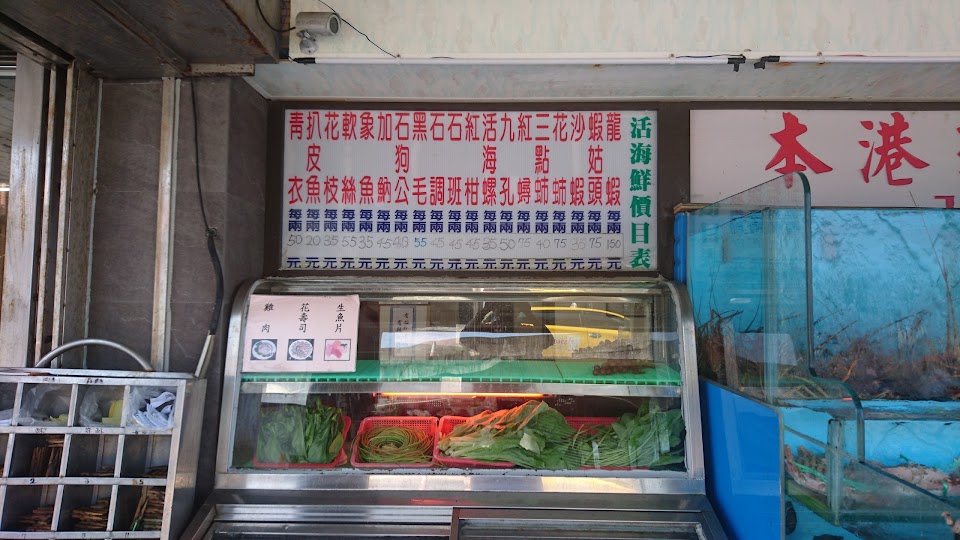 活海鮮價目表
龍蝦 每兩150元
蝦姑頭 每兩75元
沙蝦 每兩35元
花 每兩75元
三點 每兩40元
紅蟳 每兩75元
九孔 每兩50元
活海螺 每兩35元
紅柑 每兩45元
石班 每兩45元
石調 每兩45元
黑毛 每兩55元
石狗公 每兩40元
加魶 每兩45元
象魚 每兩35元
軟絲 每兩55元
花枝 每兩35元
扒皮魚 每兩20元
青衣 每兩50元
本港
生魚片
花壽司
雞肉